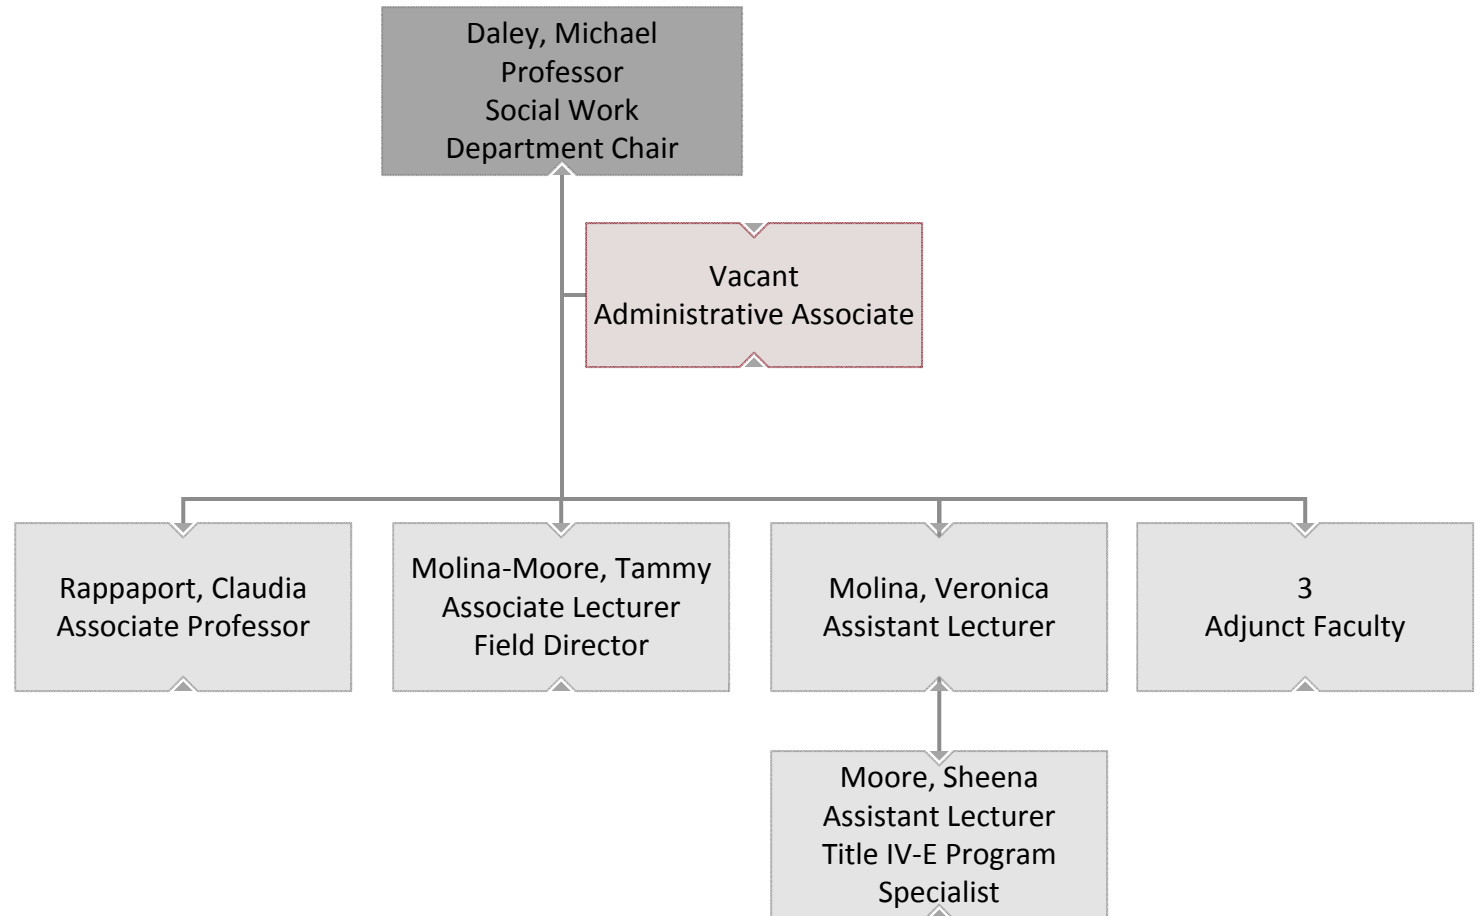 Daley, Michael
Professor
Social Work
Department Chair
Vacant
Administrative Associate
Rappaport, Claudia
Associate Professor
Molina-Moore, Tammy
Associate Lecturer
Field Director
Molina, Veronica
Assistant Lecturer
3
Adjunct Faculty
Moore, Sheena
Assistant Lecturer
Title IV-E Program
Specialist